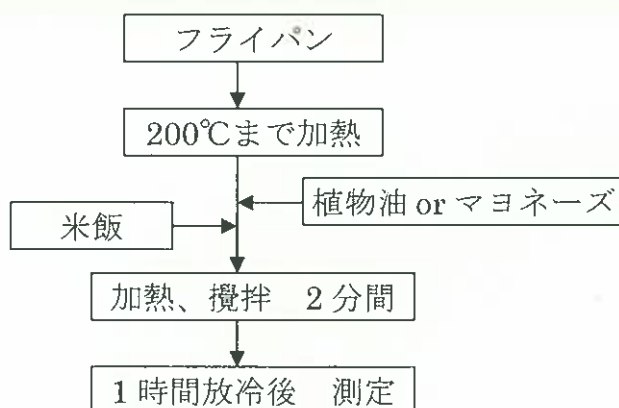 フライパン
200℃まで加熱
植物油 or マヨネーズ
米飯
加熱、攪拌　2分間
1時間放冷後　測定